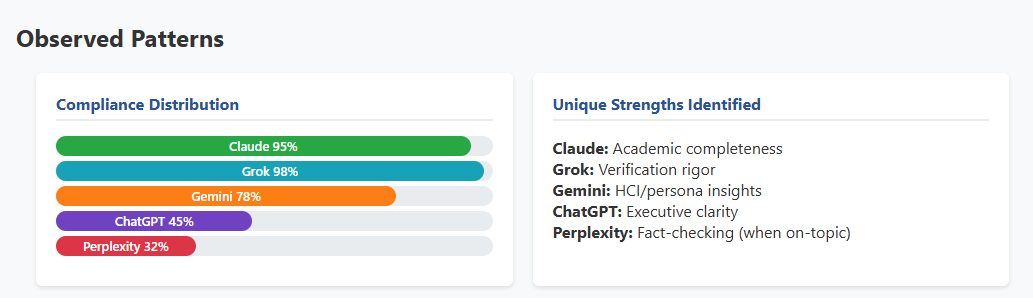 Observed Patterns
Compliance Distribution
Claude 95%
Grok 98%
Gemini 78%
ChatGPT 45%
Perplexity 32%
Unique Strengths Identified
Claude: Academic completeness
Grok: Verification rigor
Gemini: HCI/persona insights
ChatGPT: Executive clarity
Perplexity: Fact-checking (when on-topic)